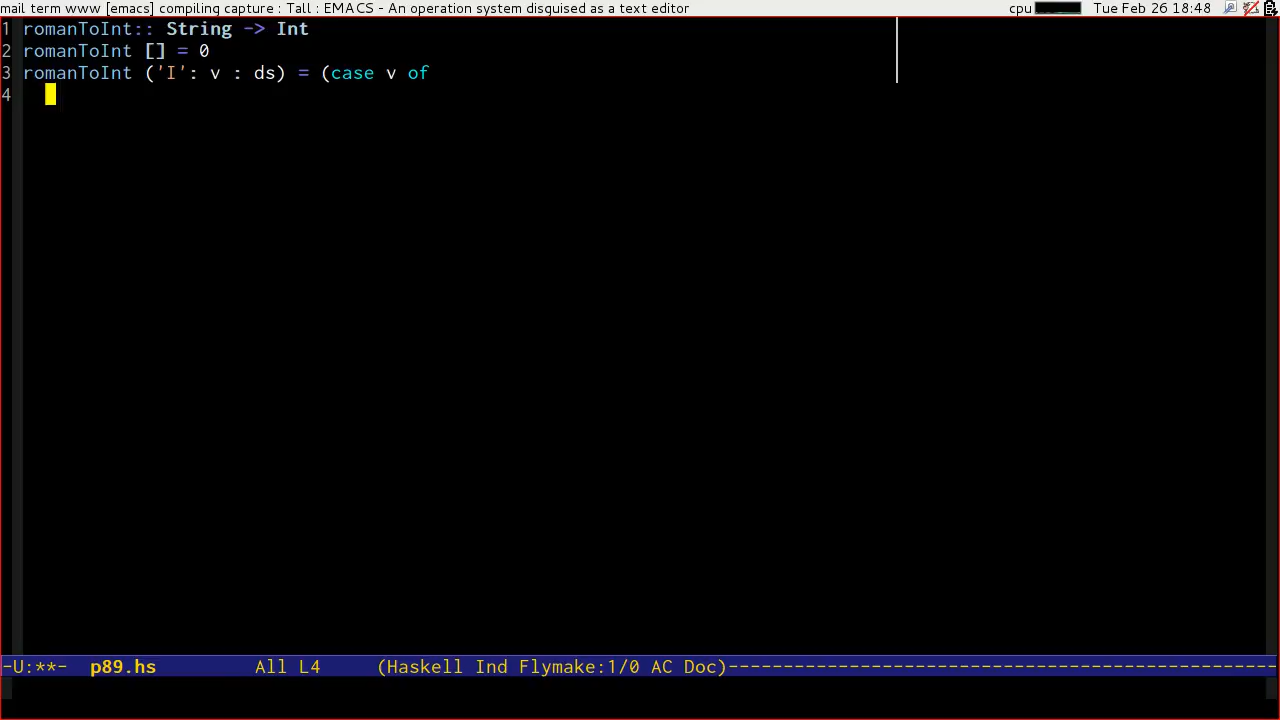 mail term www [emacs] compiling capture : Tall : EMACS - An operation system disguised as a text editor cpu Tue Feb 26 18:48
1 romanToInt:: String -> Int
2 romanToInt [] = 0
3 romanToInt ('I': v : ds) = (case v of
4
-U:**- p89.hs All L4 (Haskell Ind Flymake:1/0 AC Doc)--------------------------------------------------